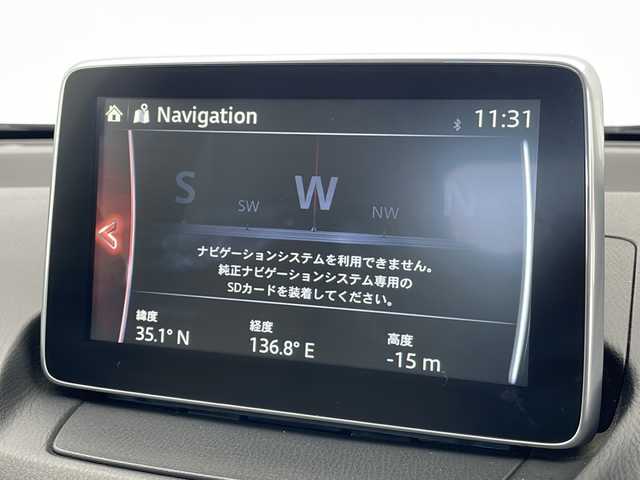 Navigation 11:31
S SW W NW N
ナビゲーションシステムを利用できません。
純正ナビゲーションシステム専用の
SDカードを装着してください。
緯度 経度 高度
35.1° N 136.8° E -15 m